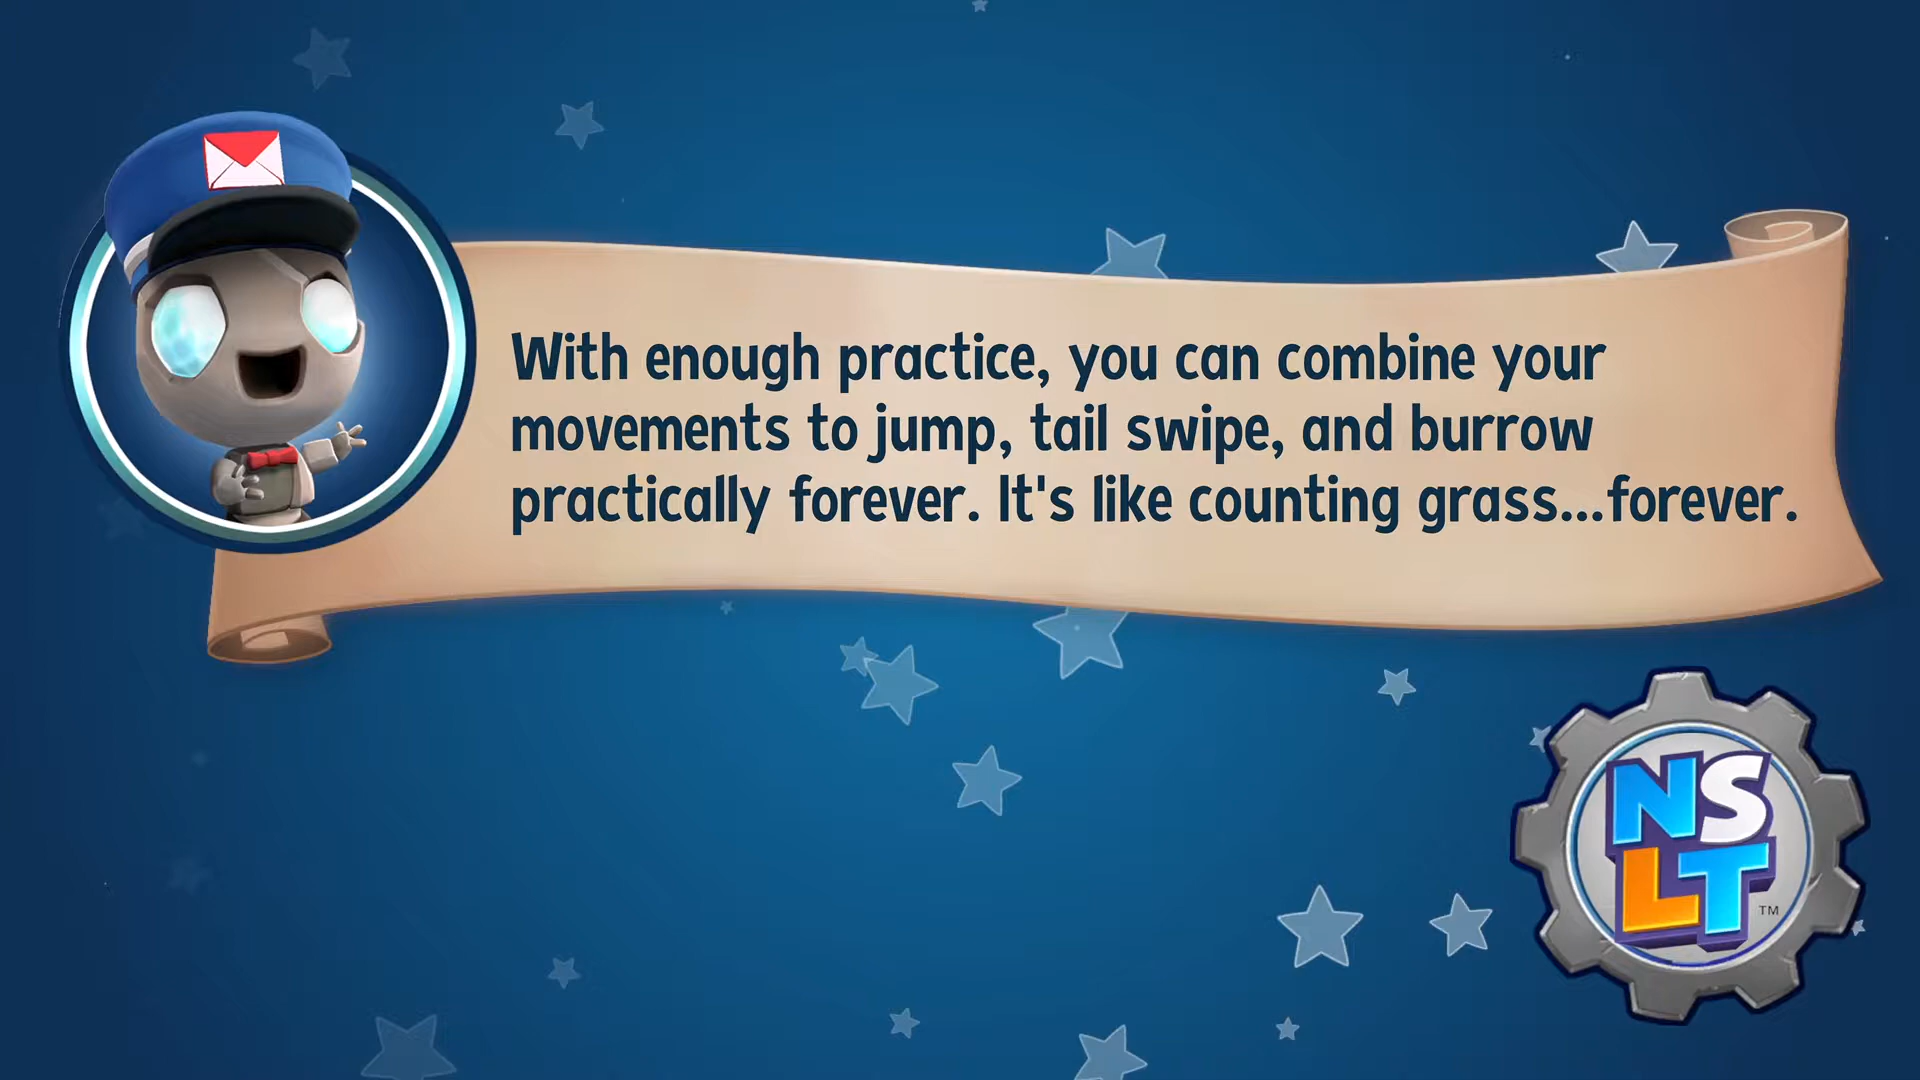 With enough practice, you can combine your
movements to jump, tail swipe, and burrow
practically forever. It's like counting grass...forever.
NS
LT
TM